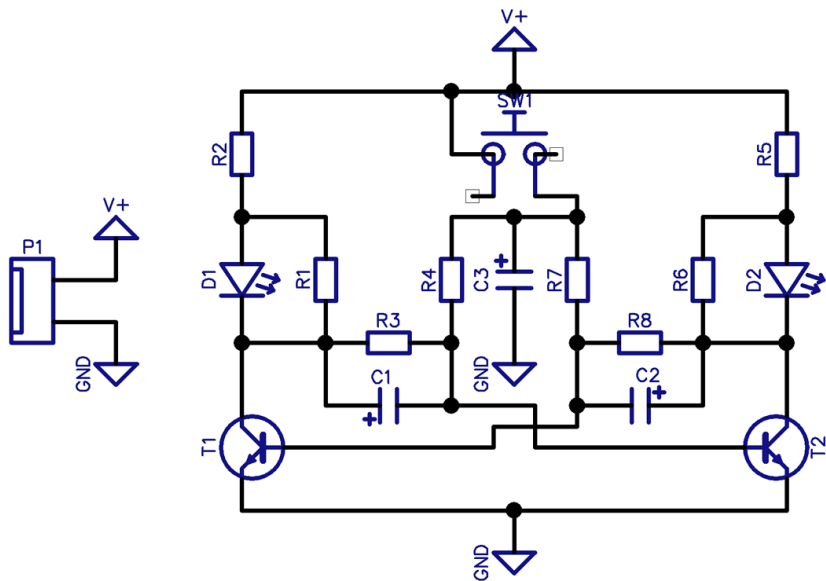 V+
SW1
R2
R5
V+
P1
D1
R1
R4
C3
+
R7
R6
D2
R3
R8
GND
GND
C1
+
C2
+
T1
T2
GND